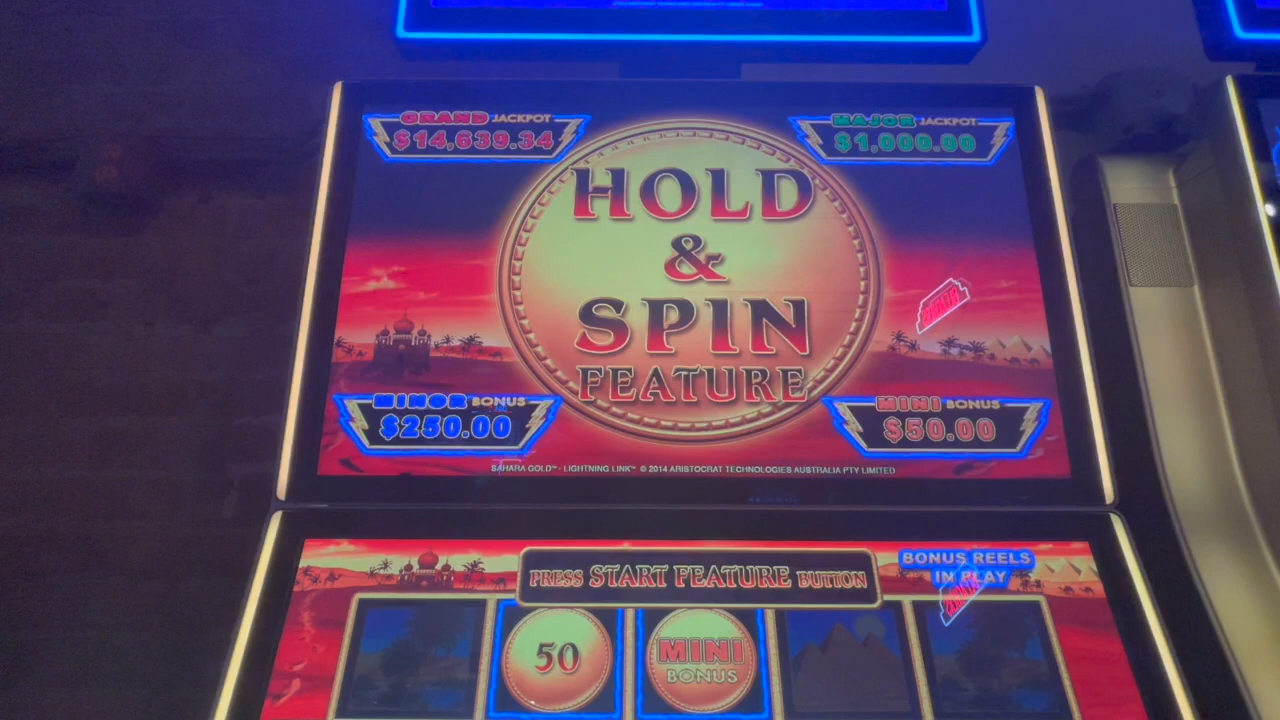 GRAND JACKPOT
$14,639.34
MAJOR JACKPOT
$1,000.00
HOLD
&
SPIN
FEATURE
MINOR BONUS
$250.00
MINI BONUS
$50.00
SAHARA GOLD™ - LIGHTNING LINK™ © 2014 ARISTOCRAT TECHNOLOGIES AUSTRALIA PTY LIMITED
PRESS START FEATURE BUTTON
BONUS REELS
IN PLAY
50
MINI
BONUS